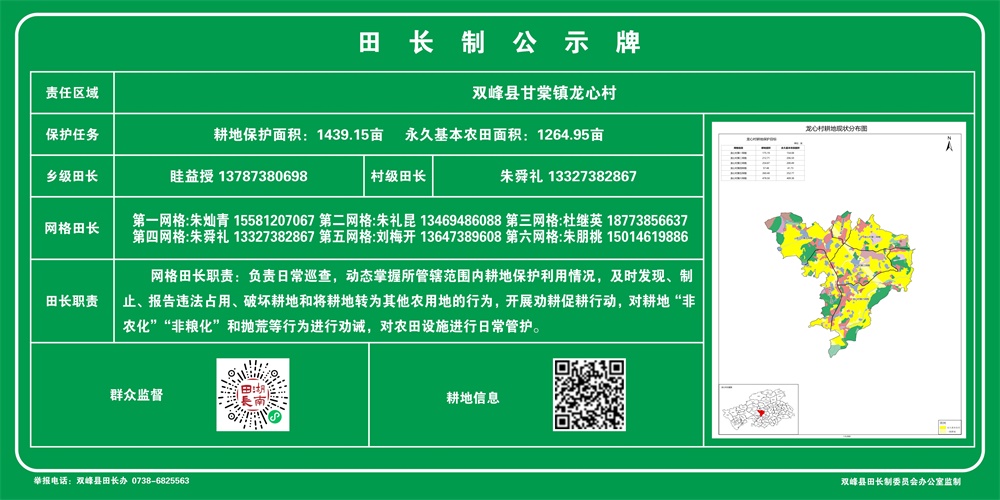 田长制公示牌
责任区域 双峰县甘棠镇龙心村
保护任务 耕地保护面积：1439.15亩 永久基本农田面积：1264.95亩
乡级田长 眭益授 13787380698 村级田长 朱舜礼 13327382867
网格田长 第一网格:朱灿青 15581207067 第二网格:朱礼昆 13469486088 第三网格:杜继英 18773856637
第四网格:朱舜礼 13327382867 第五网格:刘梅开 13647389608 第六网格:朱朋桃 15014619886
田长职责 网格田长职责：负责日常巡查，动态掌握所管辖范围内耕地保护利用情况，及时发现、制
止、报告违法占用、破坏耕地和将耕地转为其他农用地的行为，开展劝耕促耕行动，对耕地“非
农化”“非粮化”和抛荒等行为进行劝诫，对农田设施进行日常管护。
群众监督
湖南田长
耕地信息
龙心村耕地现状分布图
N
举报电话：双峰县田长办 0738-6825563
双峰县田长制委员会办公室监制